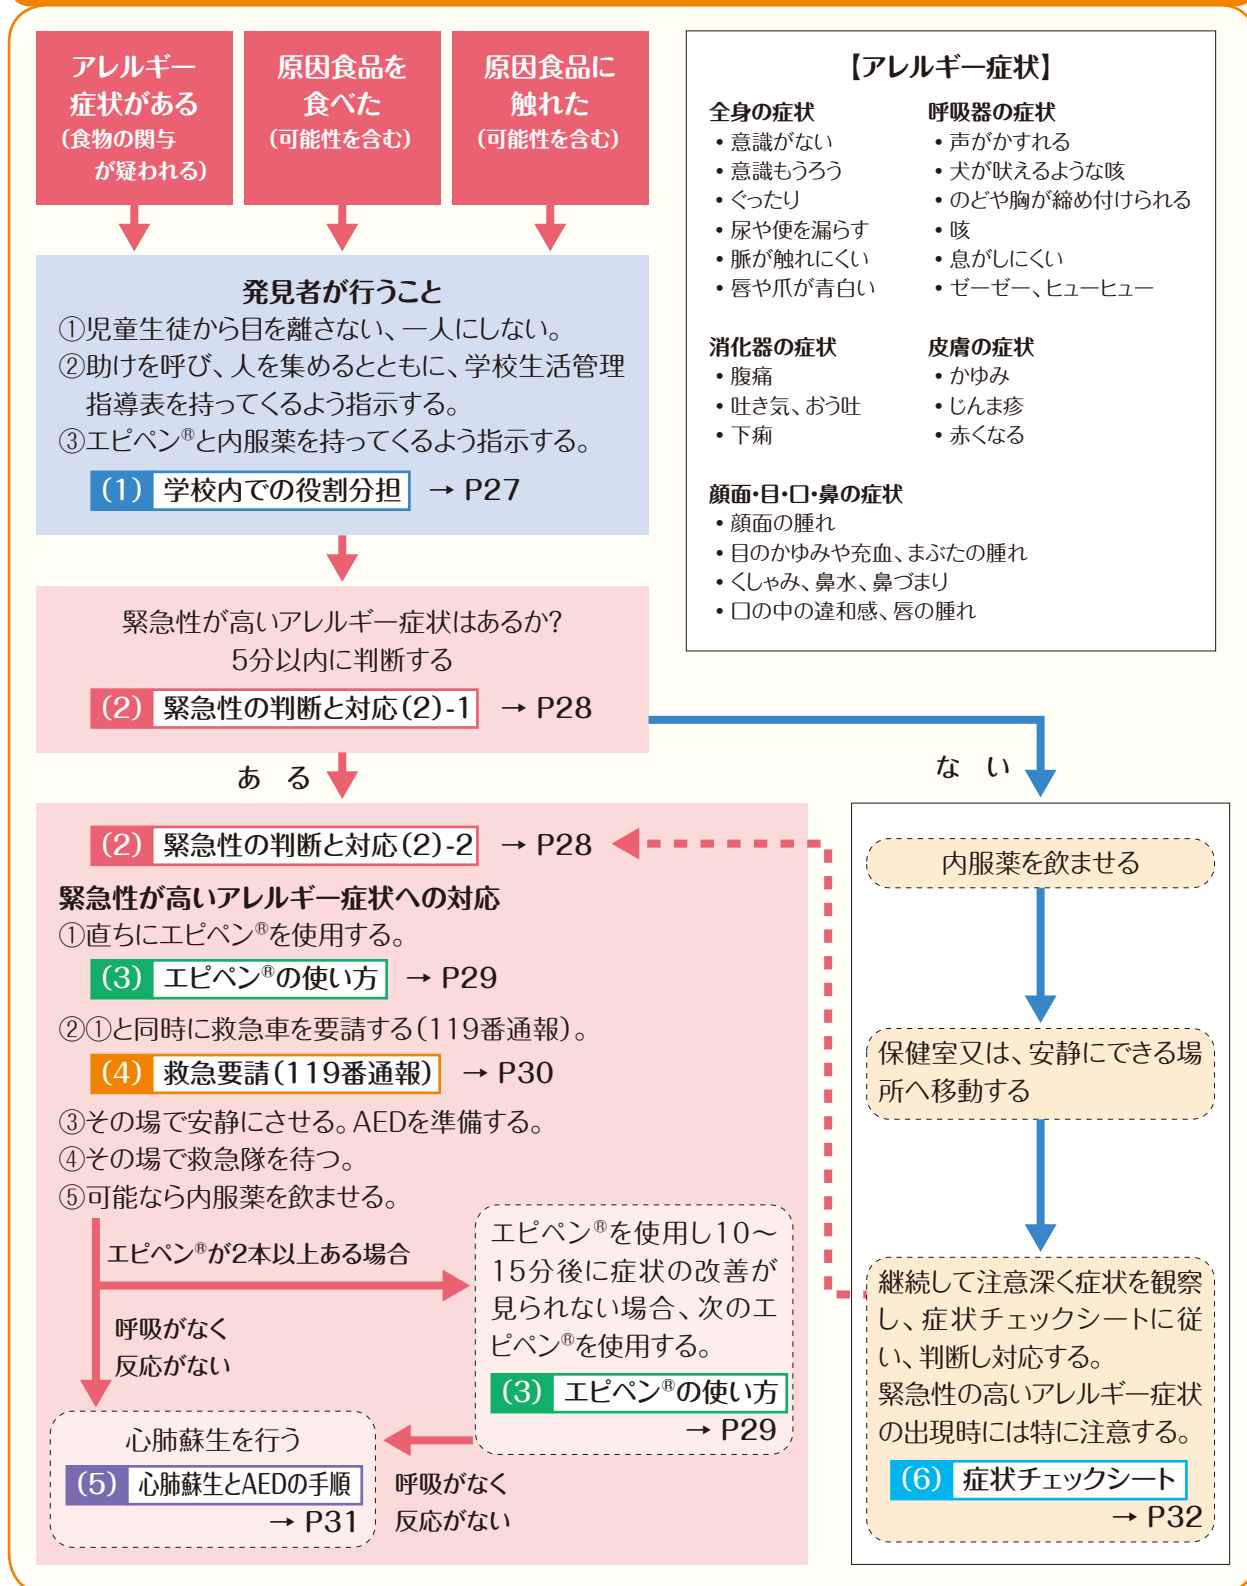 アレルギー
症状がある
(食物の関与
が疑われる)
原因食品を
食べた
(可能性を含む)
原因食品に
触れた
(可能性を含む)
発見者が行うこと
①児童生徒から目を離さない、一人にしない。
②助けを呼び、人を集めるとともに、学校生活管理
指導表を持ってくるよう指示する。
③エピペン®と内服薬を持ってくるよう指示する。
(1) 学校内での役割分担 → P27
【アレルギー症状】
全身の症状
・意識がない
・意識もうろう
・ぐったり
・尿や便を漏らす
・脈が触れにくい
・唇や爪が青白い
呼吸器の症状
・声がかすれる
・犬が吠えるような咳
・のどや胸が締め付けられる
・咳
・息がしにくい
・ゼーゼー、ヒューヒュー
消化器の症状
・腹痛
・吐き気、おう吐
・下痢
皮膚の症状
・かゆみ
・じんま疹
・赤くなる
顔面・目・口・鼻の症状
・顔面の腫れ
・目のかゆみや充血、まぶたの腫れ
・くしゃみ、鼻水、鼻づまり
・口の中の違和感、唇の腫れ
緊急性が高いアレルギー症状はあるか?
5分以内に判断する
(2) 緊急性の判断と対応(2)-1 → P28
ある
ない
(2) 緊急性の判断と対応(2)-2 → P28
緊急性が高いアレルギー症状への対応
①直ちにエピペン®を使用する。
(3) エピペン®の使い方 → P29
②①と同時に救急車を要請する(119番通報)。
(4) 救急要請(119番通報) → P30
③その場で安静にさせる。AEDを準備する。
④その場で救急隊を待つ。
⑤可能なら内服薬を飲ませる。
エピペン®が2本以上ある場合
呼吸がなく
反応がない
エピペン®を使用し10〜
15分後に症状の改善が
見られない場合、次のエ
ピペン®を使用する。
(3) エピペン®の使い方
→ P29
心肺蘇生を行う
(5) 心肺蘇生とAEDの手順
→ P31
呼吸がなく
反応がない
内服薬を飲ませる
保健室又は、安静にできる場
所へ移動する
継続して注意深く症状を観察
し、症状チェックシートに従
い、判断し対応する。
緊急性の高いアレルギー症状
の出現時には特に注意する。
(6) 症状チェックシート
→ P32